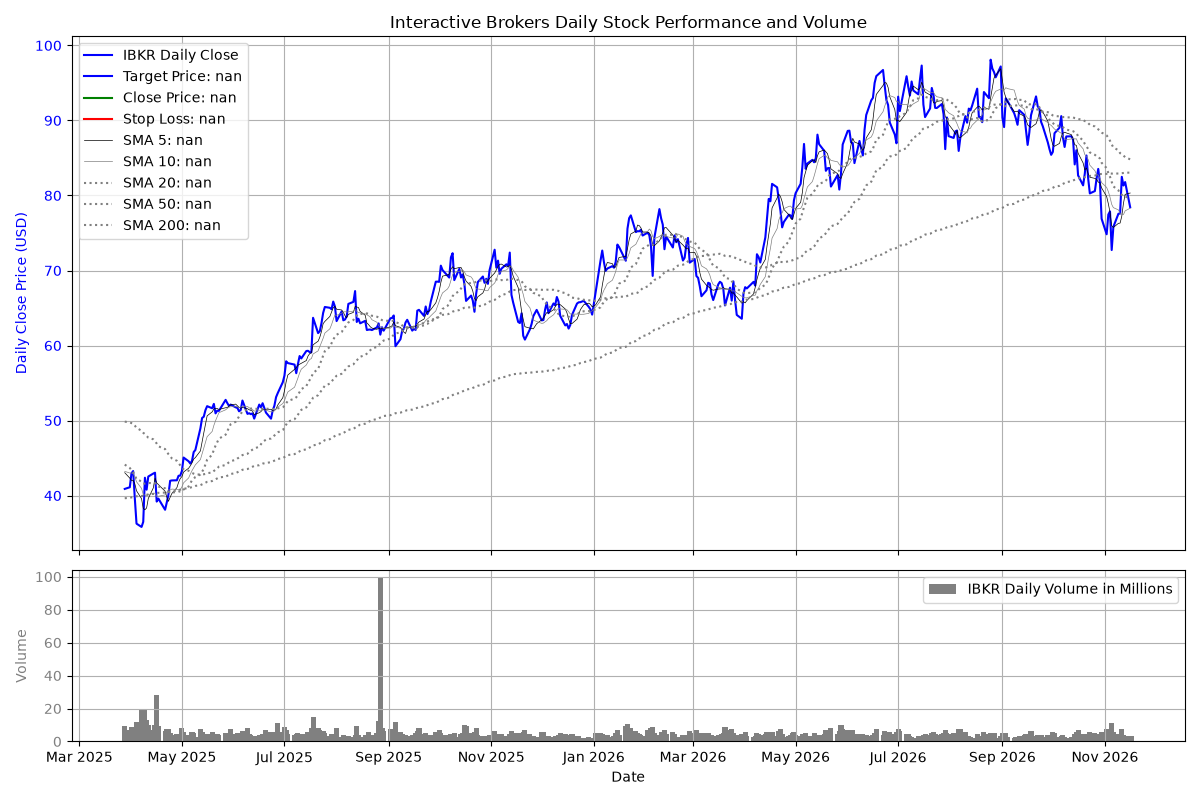 Interactive Brokers Daily Stock Performance and Volume
Daily Close Price (USD)
100
90
80
70
60
50
40
IBKR Daily Close
Target Price: nan
Close Price: nan
Stop Loss: nan
SMA 5: nan
SMA 10: nan
SMA 20: nan
SMA 50: nan
SMA 200: nan
Volume
100
80
60
40
20
0
IBKR Daily Volume in Millions
Mar 2025 May 2025 Jul 2025 Sep 2025 Nov 2025 Jan 2026 Mar 2026 May 2026 Jul 2026 Sep 2026 Nov 2026
Date